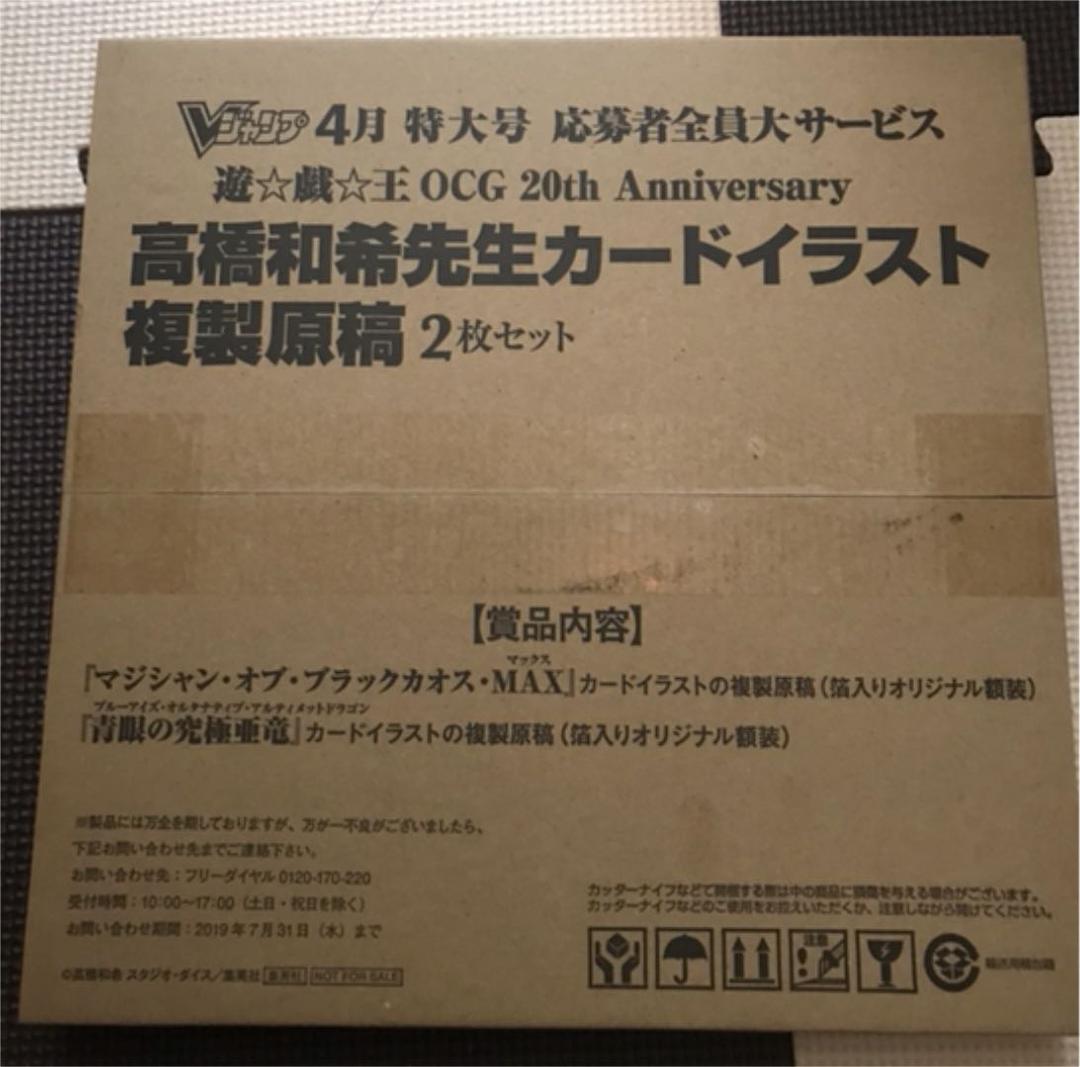 Vジャンプ 4月 特大号 応募者全員大サービス
遊☆戯☆王 OCG 20th Anniversary
高橋和希先生カードイラスト
複製原稿 2枚セット
【賞品内容】
マックス
『マジシャン・オブ・ブラックカオス・MAX』カードイラストの複製原稿(箔入りオリジナル額装)
ブルーアイズ・オルタナティブ・アルティメットドラゴン
『青眼の究極亜竜』カードイラストの複製原稿(箔入りオリジナル額装)
※製品には万全を期しておりますが、万が一不良がございましたら、
下記お問い合わせ先までご連絡下さい。
お問い合わせ先:フリーダイヤル 0120-170-220
受付時間:10:00〜17:00(土日・祝日を除く)
お問い合わせ期間:2019年7月31日(水)まで
©高橋和希 スタジオ・ダイス/集英社 集英社 NOT FOR SALE
カッターナイフなどで開梱する際は中の商品に損傷を与える場合がございます。
カッターナイフなどのご使用をお控えいただくか、注意しながら開けてください。
注意
輸送用梱包箱